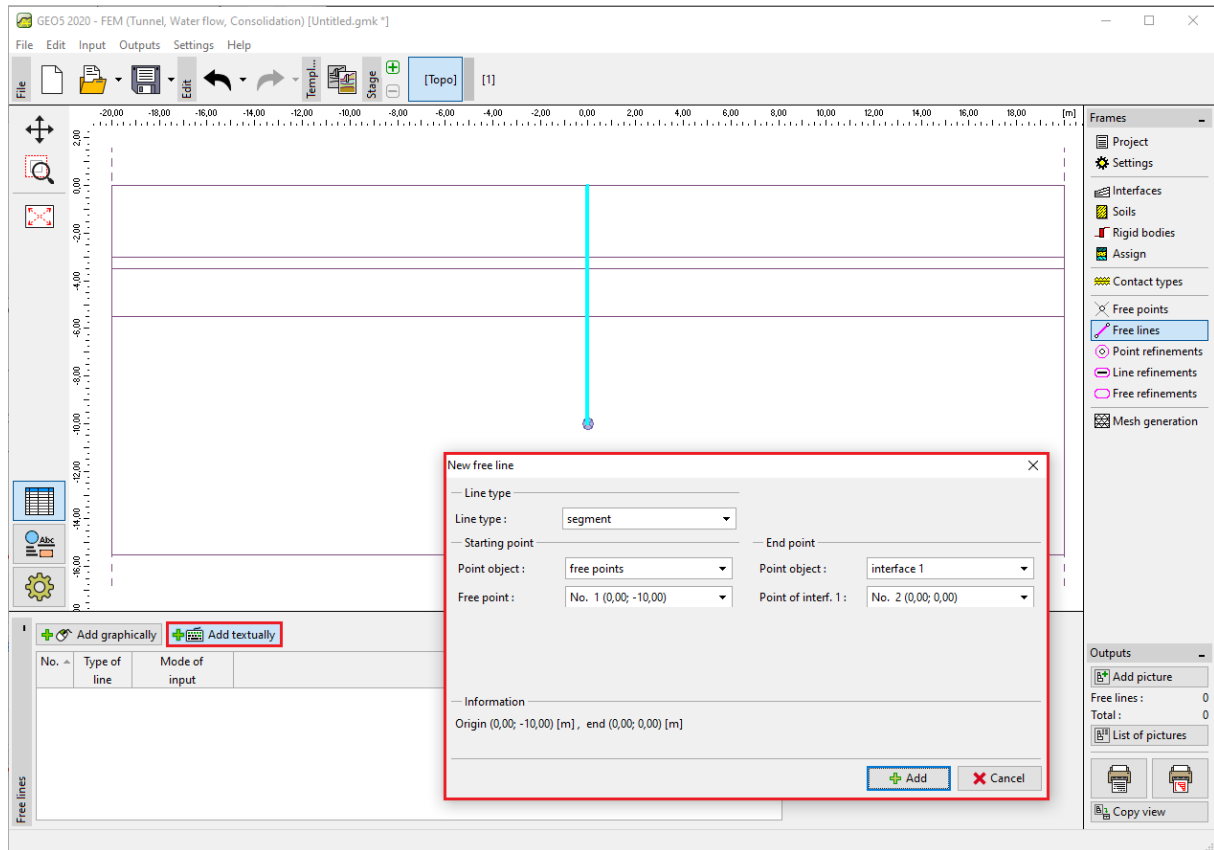 GEO5 2020 - FEM (Tunnel, Water flow, Consolidation) [Untitled.gmk *]
File Edit Input Outputs Settings Help
File
Edit
Templ...
Stage
[Topo]
[1]
-20,00 -18,00 -16,00 -14,00 -12,00 -10,00 -8,00 -6,00 -4,00 -2,00 0,00 2,00 4,00 6,00 8,00 10,00 12,00 14,00 16,00 18,00 [m]
2,00
0,00
-2,00
-4,00
-6,00
-8,00
-10,00
-12,00
-14,00
-16,00
Abc
Frames
Project
Settings
Interfaces
Soils
Rigid bodies
Assign
Contact types
Free points
Free lines
Point refinements
Line refinements
Free refinements
Mesh generation
New free line
Line type
Line type : segment
Starting point End point
Point object : free points Point object : interface 1
Free point : No. 1 (0,00; -10,00) Point of interf. 1 : No. 2 (0,00; 0,00)
Information
Origin (0,00; -10,00) [m] , end (0,00; 0,00) [m]
Add Cancel
Add graphically Add textually
No. Type of line Mode of input
Free lines
Outputs
Add picture
Free lines : 0
Total : 0
List of pictures
Copy view